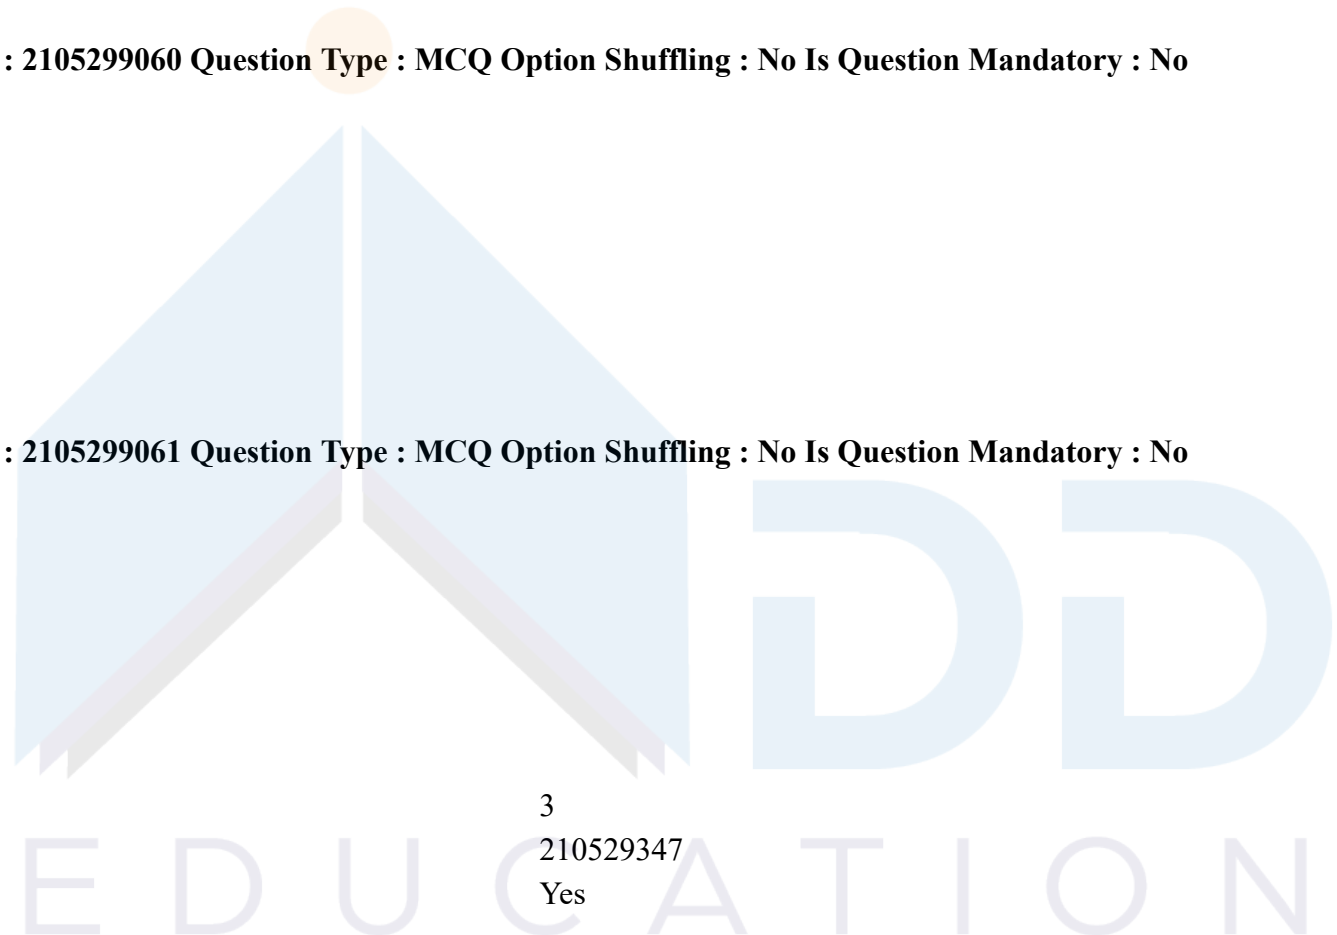 : 2105299060 Question Type : MCQ Option Shuffling : No Is Question Mandatory : No
: 2105299061 Question Type : MCQ Option Shuffling : No Is Question Mandatory : No
DD
3
210529347
Yes
EDUCATION